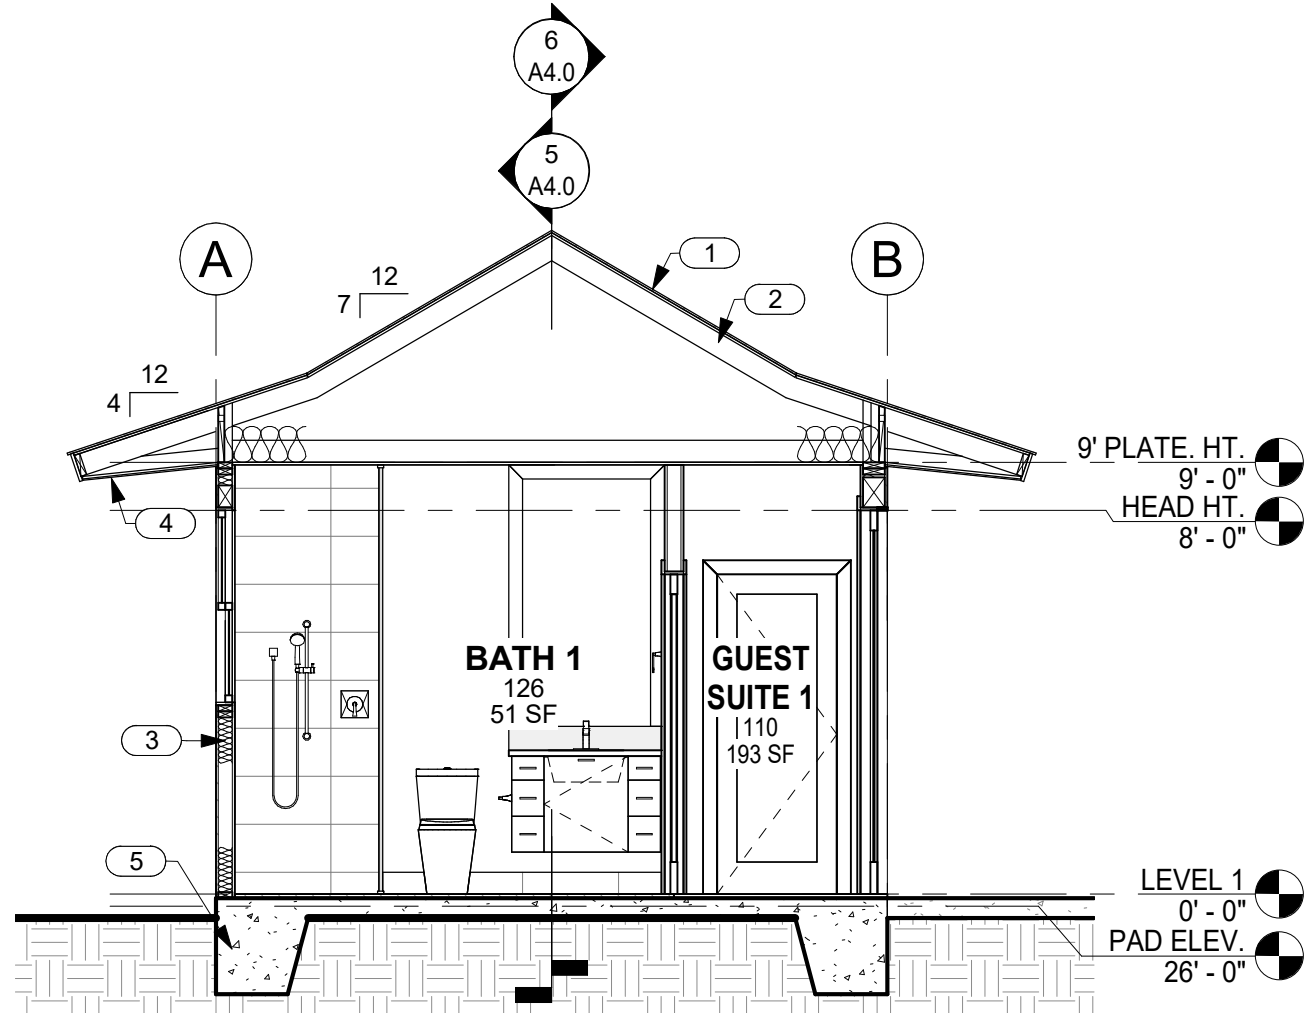 6
A4.0
5
A4.0
A
B
1
12
7
2
12
4
9' PLATE. HT.
9' - 0"
HEAD HT.
8' - 0"
4
BATH 1
126
51 SF
GUEST
SUITE 1
110
193 SF
3
5
LEVEL 1
0' - 0"
PAD ELEV.
26' - 0"